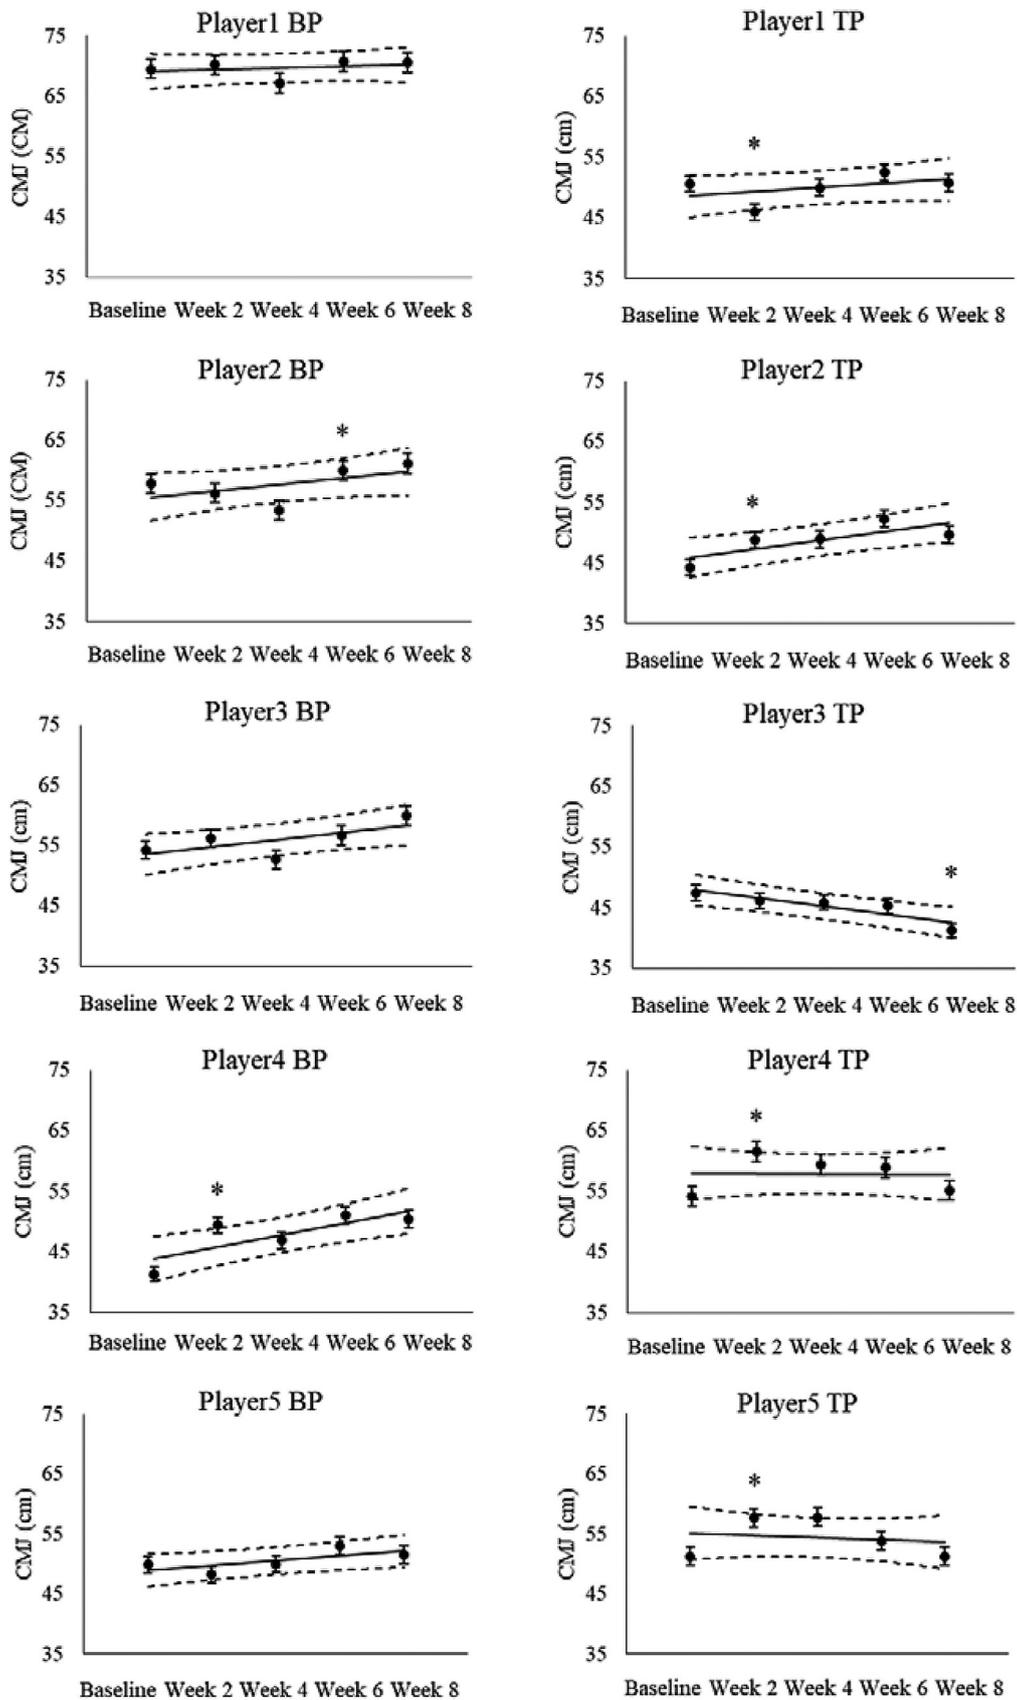 Player1 BP
75
65
55
45
35
CMJ (CM)
Baseline Week 2 Week 4 Week 6 Week 8
Player1 TP
75
65
55
45
35
CMJ (cm)
*
Baseline Week 2 Week 4 Week 6 Week 8
Player2 BP
75
65
55
45
35
CMJ (CM)
*
Baseline Week 2 Week 4 Week 6 Week 8
Player2 TP
75
65
55
45
35
CMJ (cm)
*
Baseline Week 2 Week 4 Week 6 Week 8
Player3 BP
75
65
55
45
35
CMJ (cm)
Baseline Week 2 Week 4 Week 6 Week 8
Player3 TP
75
65
55
45
35
CMJ (cm)
*
Baseline Week 2 Week 4 Week 6 Week 8
Player4 BP
75
65
55
45
35
CMJ (cm)
*
Baseline Week 2 Week 4 Week 6 Week 8
Player4 TP
75
65
55
45
35
CMJ (cm)
*
Baseline Week 2 Week 4 Week 6 Week 8
Player5 BP
75
65
55
45
35
CMJ (cm)
Baseline Week 2 Week 4 Week 6 Week 8
Player5 TP
75
65
55
45
35
CMJ (cm)
*
Baseline Week 2 Week 4 Week 6 Week 8